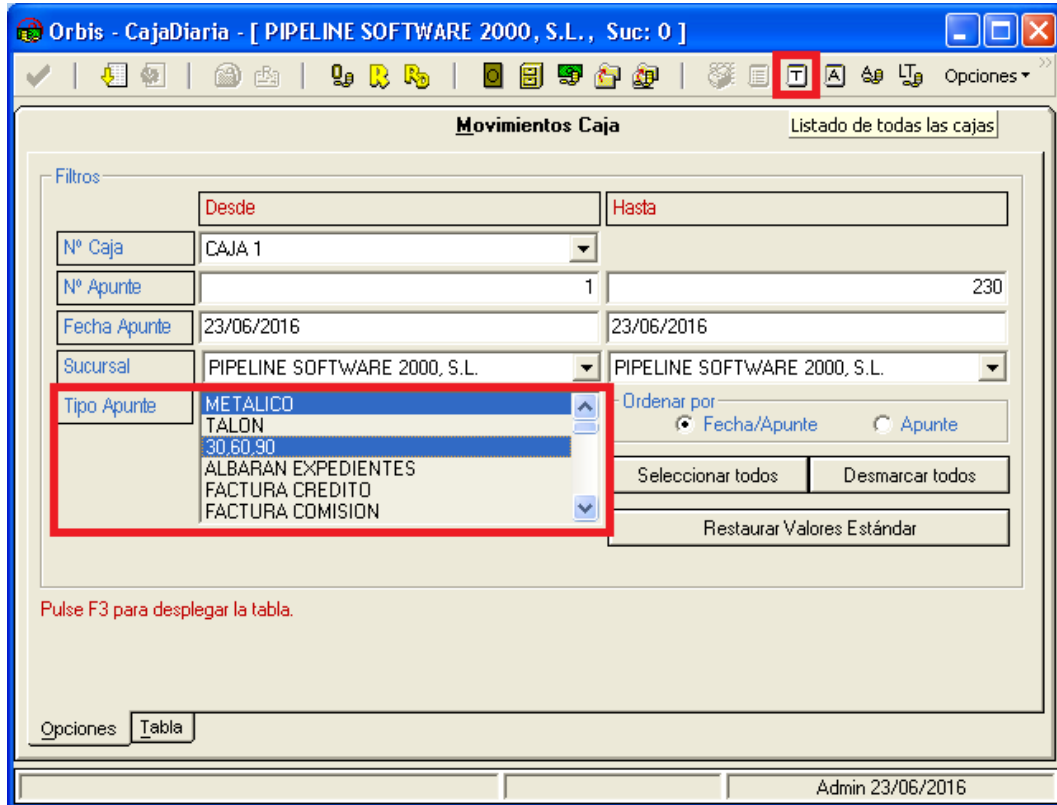 Orbis - CajaDiaria - [ PIPELINE SOFTWARE 2000, S.L., Suc: 0 ]
T A LT Opciones
Movimientos Caja Listado de todas las cajas
Filtros
Desde Hasta
Nº Caja CAJA 1
Nº Apunte 1 230
Fecha Apunte 23/06/2016 23/06/2016
Sucursal PIPELINE SOFTWARE 2000, S.L. PIPELINE SOFTWARE 2000, S.L.
Tipo Apunte METALICO Ordenar por
TALON Fecha/Apunte Apunte
30,60,90
ALBARAN EXPEDIENTES Seleccionar todos Desmarcar todos
FACTURA CREDITO
FACTURA COMISION Restaurar Valores Estándar
Pulse F3 para desplegar la tabla.
Opciones Tabla
Admin 23/06/2016